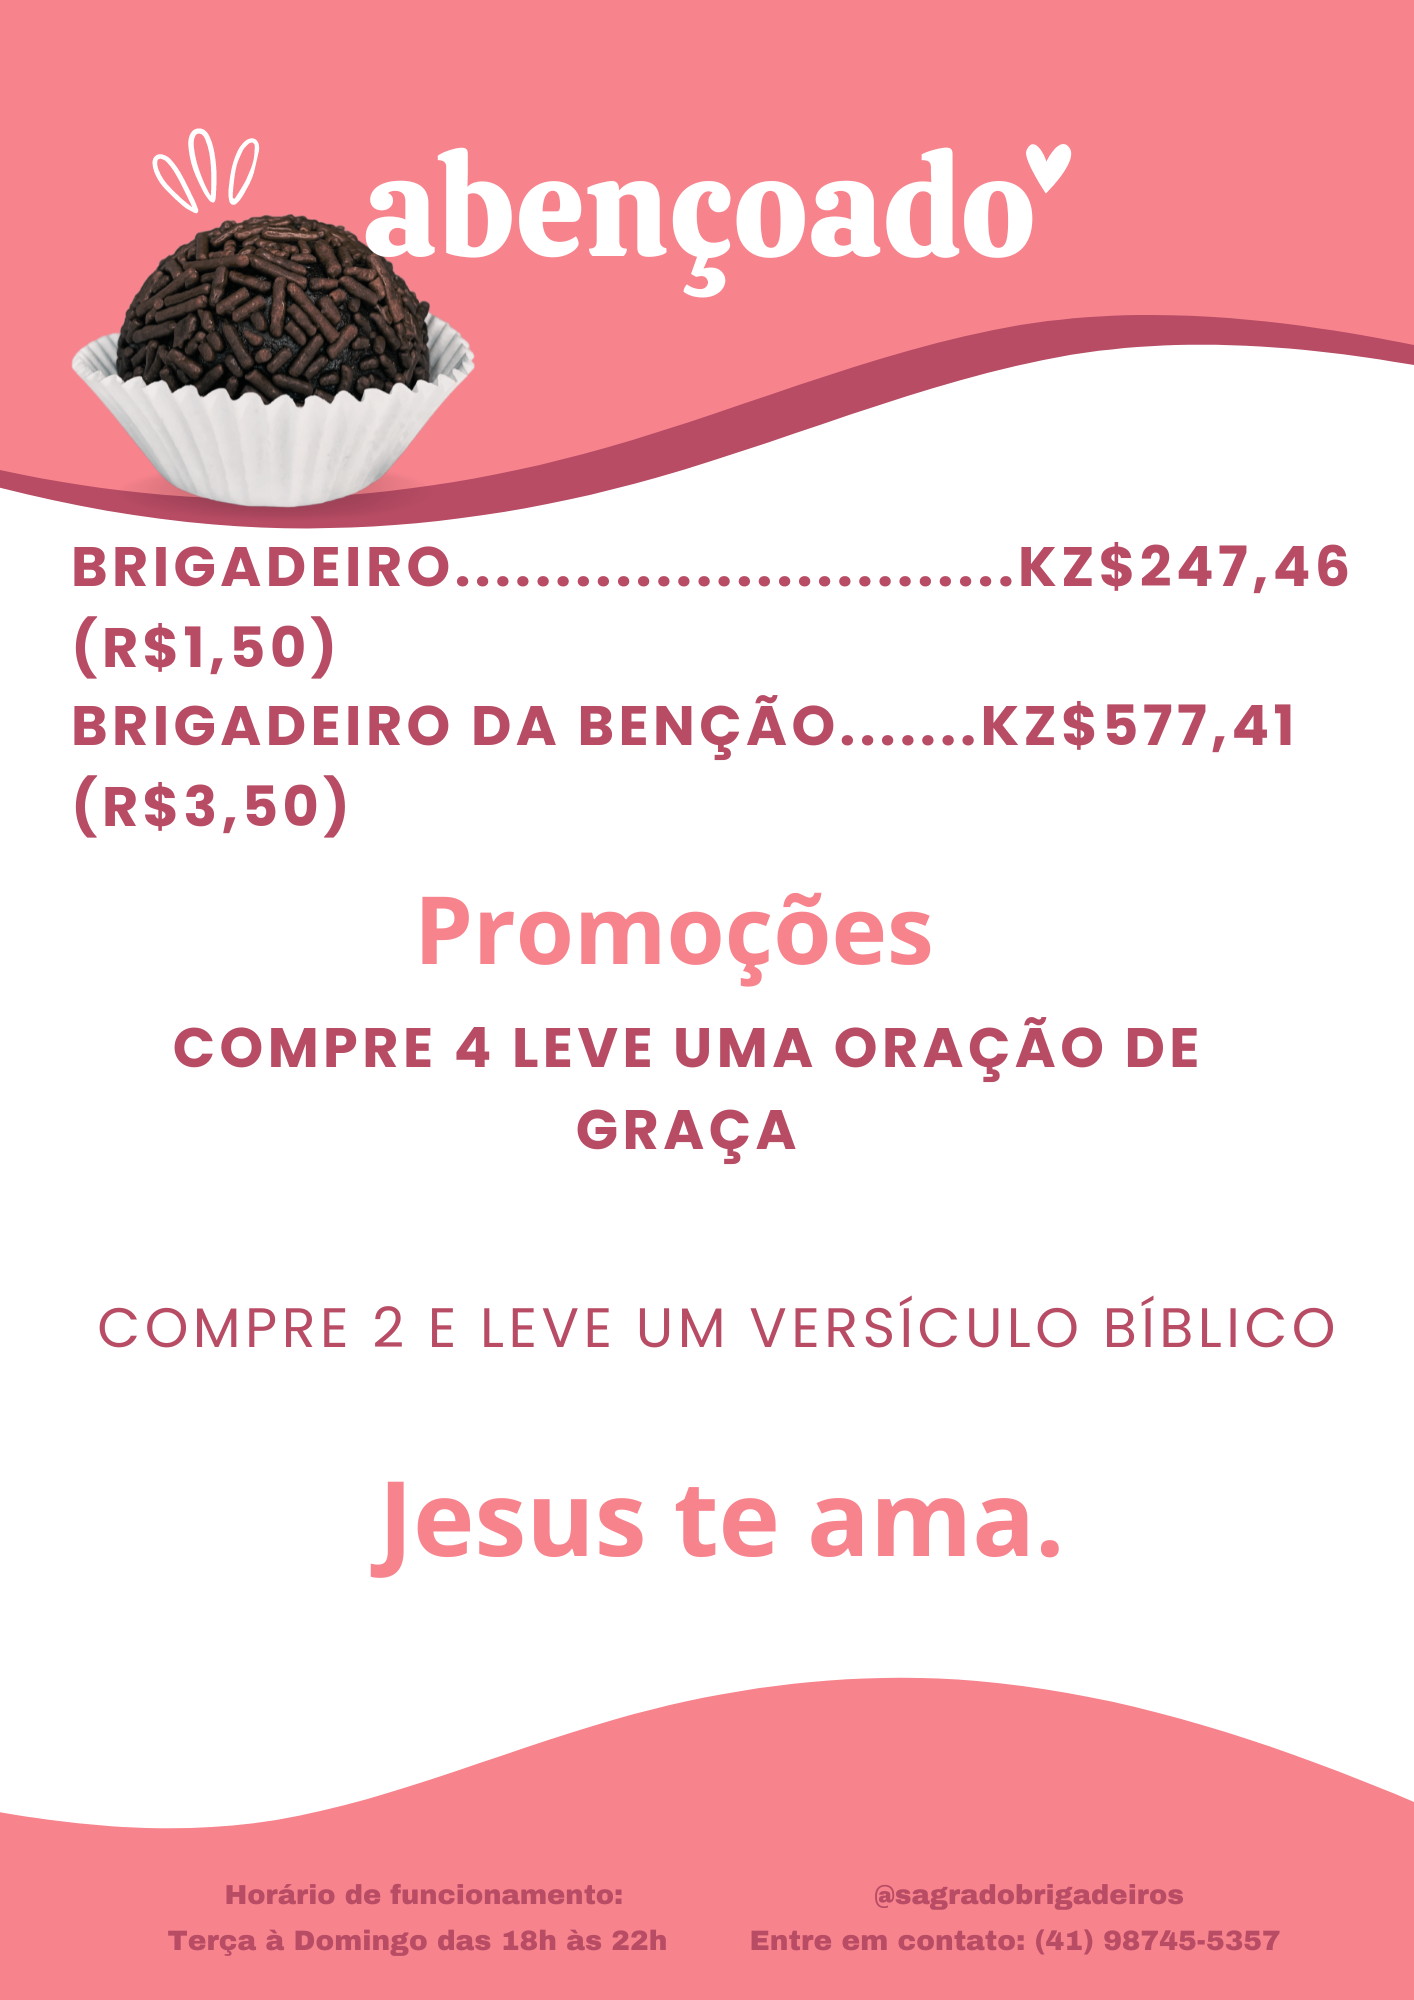 abençoado
BRIGADEIRO............................KZ$247,46
(R$1,50)
BRIGADEIRO DA BENÇÃO.......KZ$577,41
(R$3,50)
Promoções
COMPRE 4 LEVE UMA ORAÇÃO DE
GRAÇA
COMPRE 2 E LEVE UM VERSÍCULO BÍBLICO
Jesus te ama.
Horário de funcionamento:
Terça à Domingo das 18h às 22h
@sagradobrigadeiros
Entre em contato: (41) 98745-5357